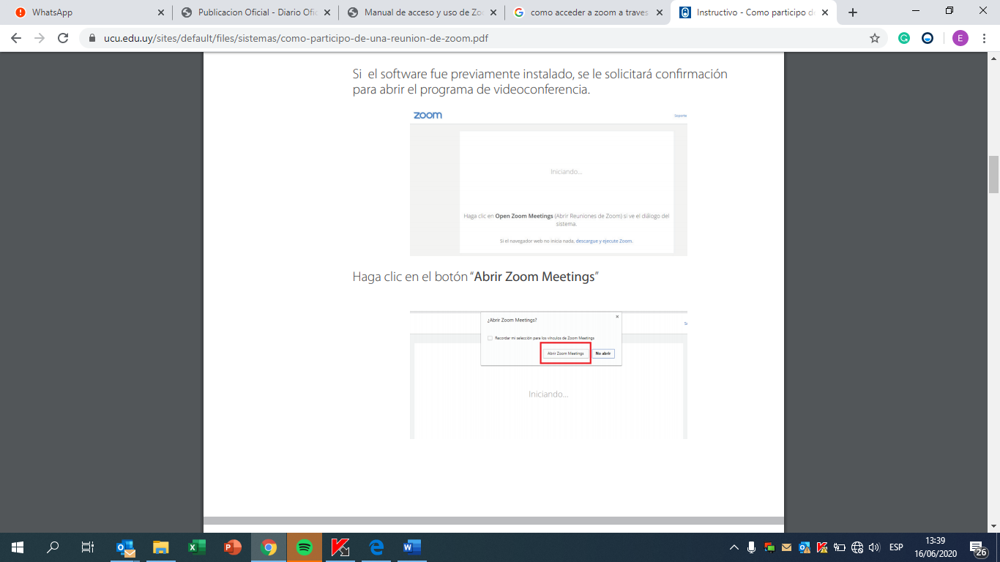 WhatsApp
Publicacion Oficial - Diario Ofic
Manual de acceso y uso de Zoo
como acceder a zoom a traves
Instructivo - Como participo de
ucu.edu.uy/sites/default/files/sistemas/como-participo-de-una-reunion-de-zoom.pdf
E
Si el software fue previamente instalado, se le solicitará confirmación
para abrir el programa de videoconferencia.
zoom
Soporte
Iniciando...
Haga clic en Open Zoom Meetings (Abrir Reuniones de Zoom) si ve el diálogo del
sistema.
Si el navegador web no inicia nada, descargue y ejecute Zoom.
Haga clic en el botón “Abrir Zoom Meetings”
¿Abrir Zoom Meetings?
Recordar mi selección para los vínculos de Zoom Meetings
Abrir Zoom Meetings
No abrir
Iniciando...
ESP
13:39
16/06/2020
26